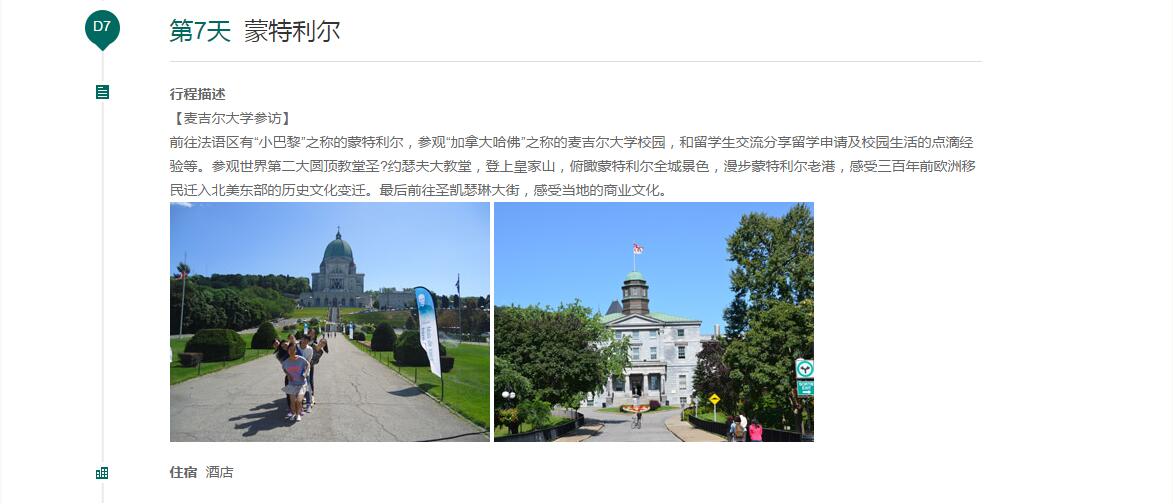 D7
第7天 蒙特利尔
行程描述
【麦吉尔大学参访】
前往法语区有“小巴黎”之称的蒙特利尔，参观“加拿大哈佛”之称的麦吉尔大学校园，和留学生交流分享留学申请及校园生活的点滴经
验等。参观世界第二大圆顶教堂圣?约瑟夫大教堂，登上皇家山，俯瞰蒙特利尔全城景色，漫步蒙特利尔老港，感受三百年前欧洲移
民迁入北美东部的历史文化变迁。最后前往圣凯瑟琳大街，感受当地的商业文化。
住宿 酒店